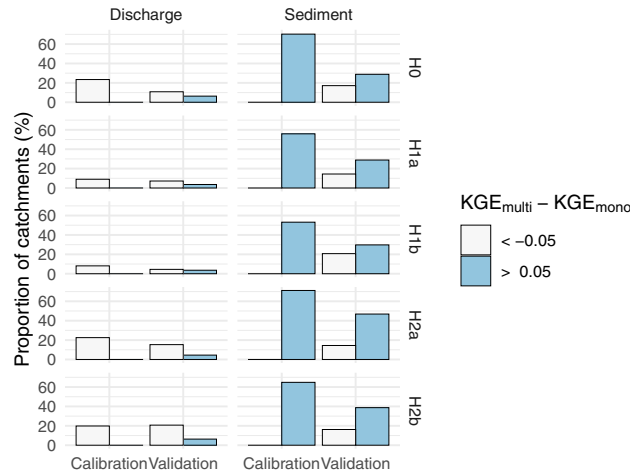 Discharge Sediment
Proportion of catchments (%)
60
40
20
0
H0
60
40
20
0
H1a
60
40
20
0
H1b
60
40
20
0
H2a
60
40
20
0
H2b
Calibration Validation Calibration Validation
KGEmulti – KGEmono
< -0.05
> 0.05